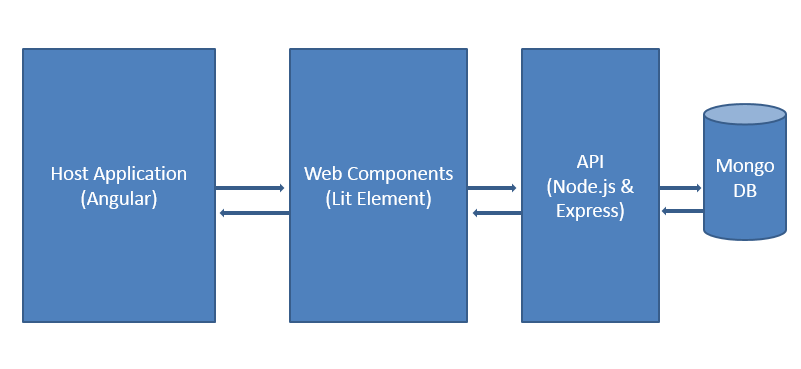 Host Application
(Angular)
Web Components
(Lit Element)
API
(Node.js &
Express)
Mongo
DB